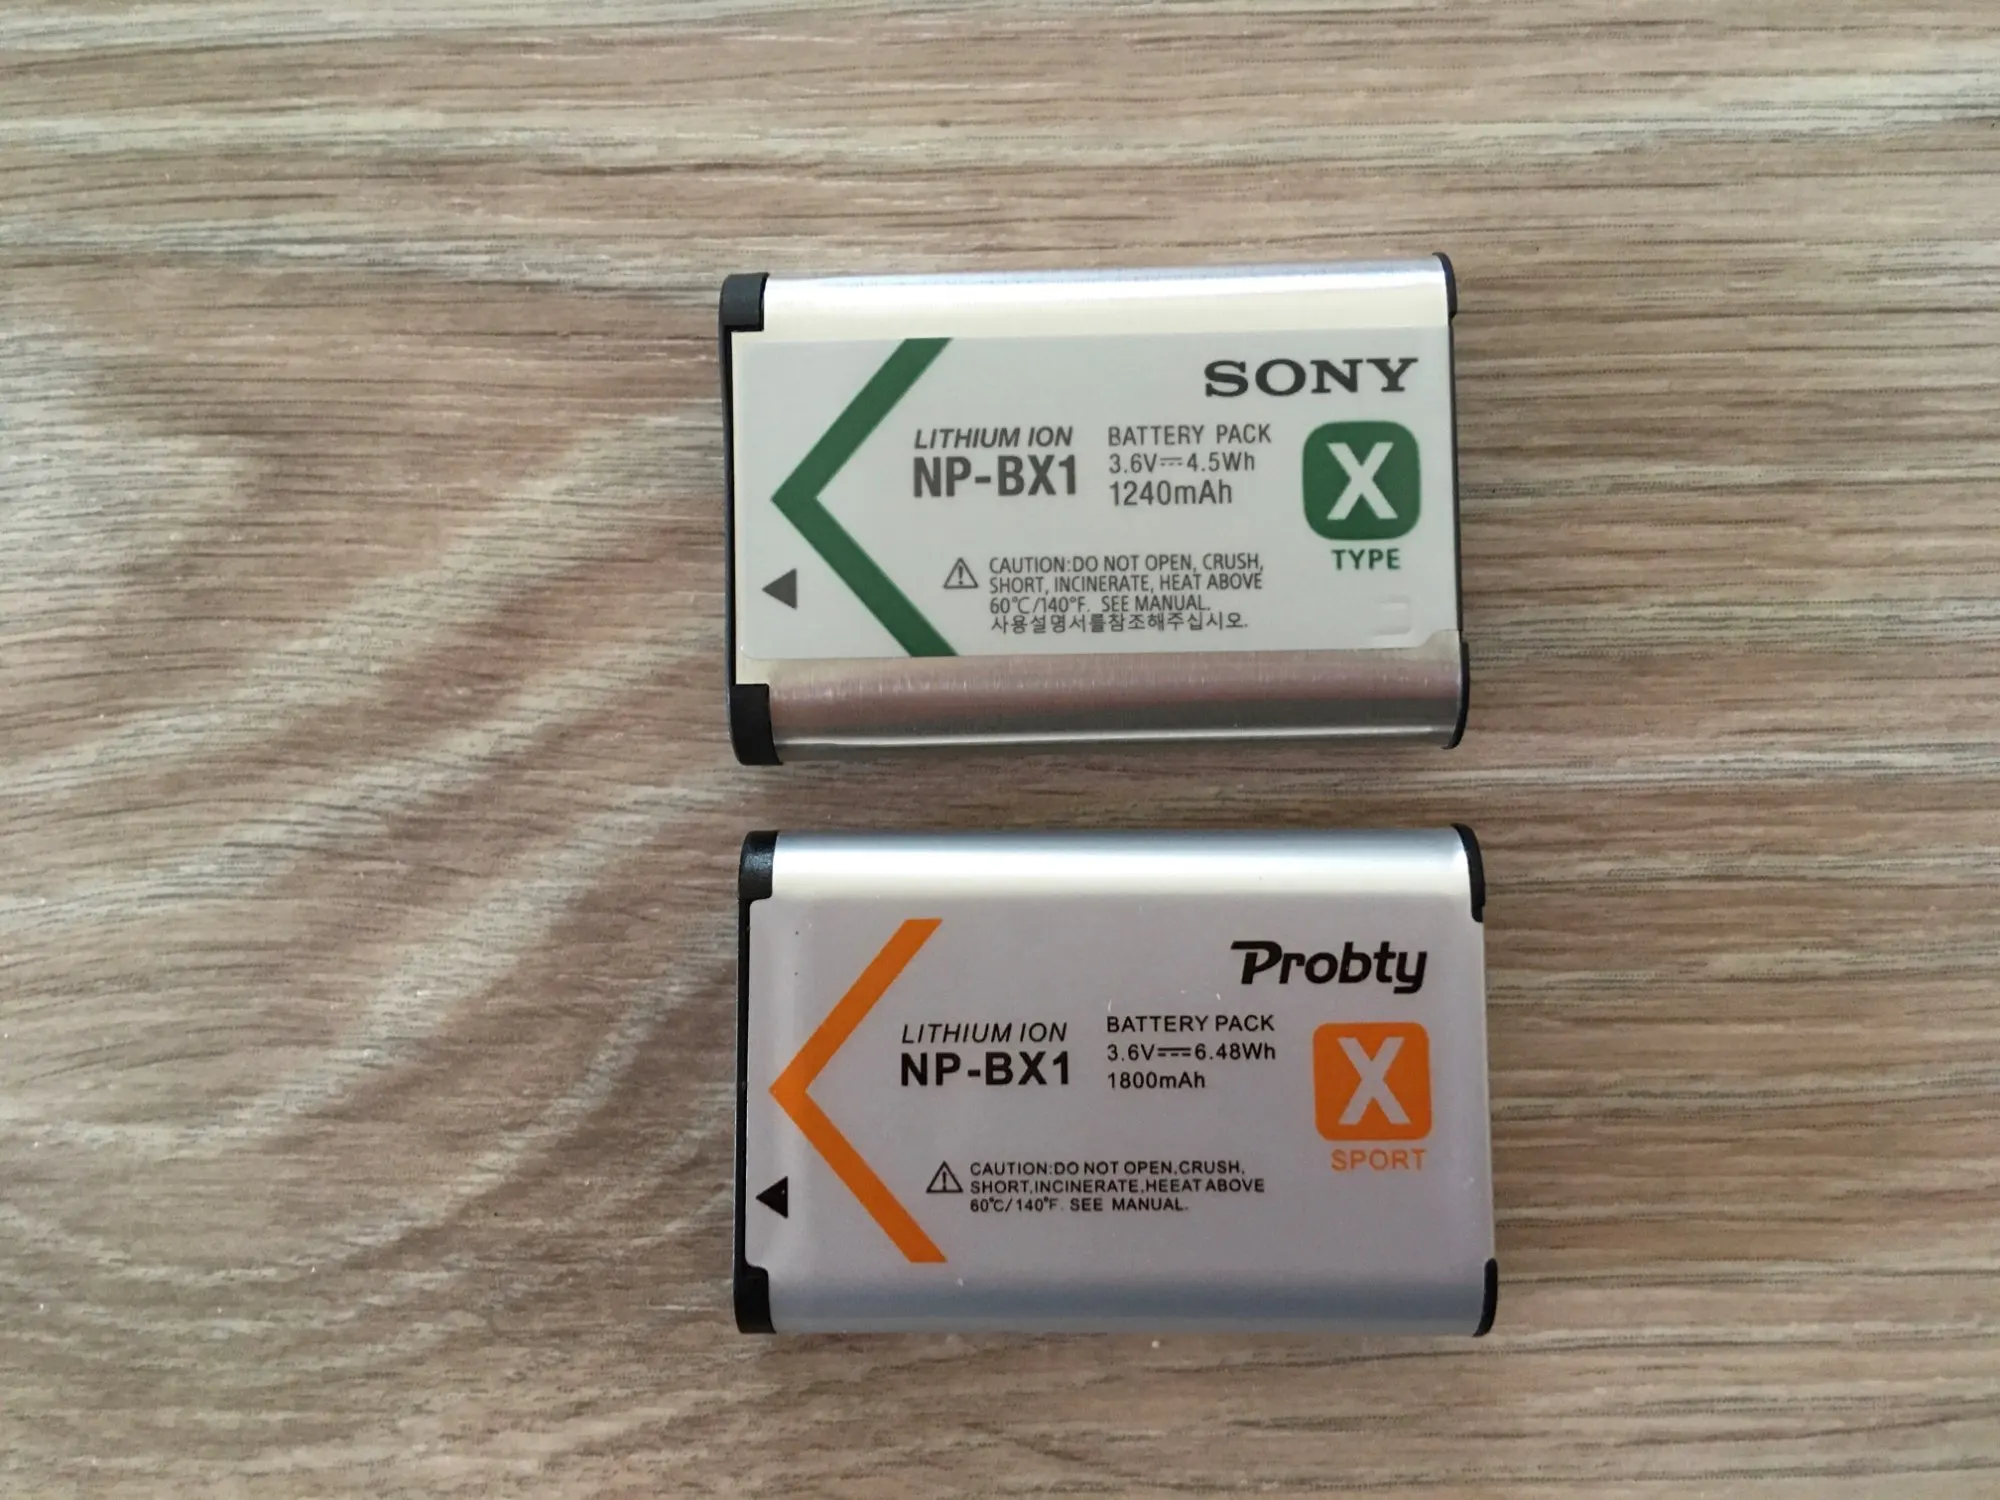 SONY
LITHIUM ION
NP-BX1
BATTERY PACK
3.6V⎓4.5Wh
1240mAh
X
TYPE
CAUTION:DO NOT OPEN, CRUSH,
SHORT, INCINERATE, HEAT ABOVE
60°C/140°F. SEE MANUAL.
사용설명서를참조해주십시오.
Probty
LITHIUM ION
NP-BX1
BATTERY PACK
3.6V⎓6.48Wh
1800mAh
X
SPORT
CAUTION:DO NOT OPEN,CRUSH,
SHORT,INCINERATE,HEEAT ABOVE
60℃/140°F. SEE MANUAL.